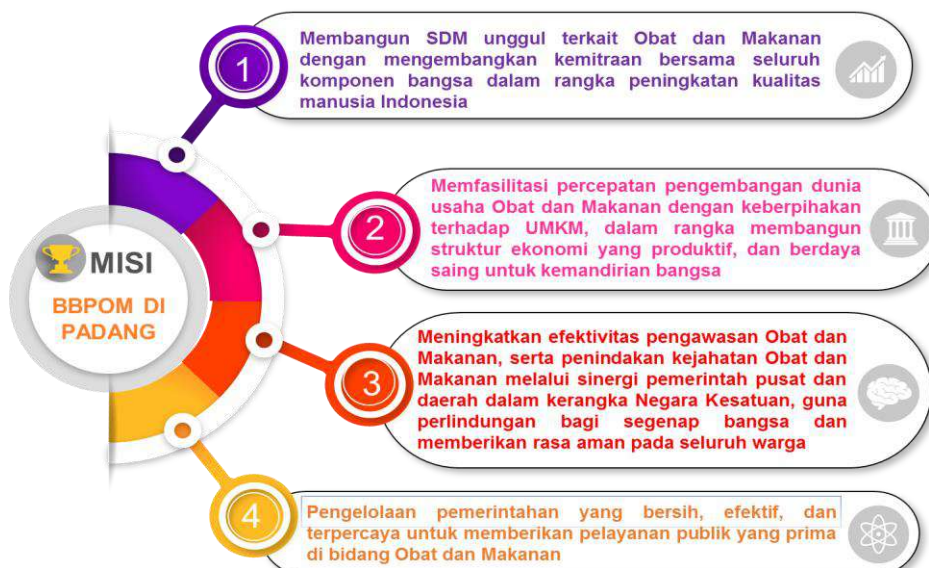 MISI
BBPOM DI
PADANG
1
Membangun SDM unggul terkait Obat dan Makanan
dengan mengembangkan kemitraan bersama seluruh
komponen bangsa dalam rangka peningkatan kualitas
manusia Indonesia
2
Memfasilitasi percepatan pengembangan dunia
usaha Obat dan Makanan dengan keberpihakan
terhadap UMKM, dalam rangka membangun
struktur ekonomi yang produktif, dan berdaya
saing untuk kemandirian bangsa
3
Meningkatkan efektivitas pengawasan Obat dan
Makanan, serta penindakan kejahatan Obat dan
Makanan melalui sinergi pemerintah pusat dan
daerah dalam kerangka Negara Kesatuan, guna
perlindungan bagi segenap bangsa dan
memberikan rasa aman pada seluruh warga
4
Pengelolaan pemerintahan yang bersih, efektif, dan
terpercaya untuk memberikan pelayanan publik yang prima
di bidang Obat dan Makanan